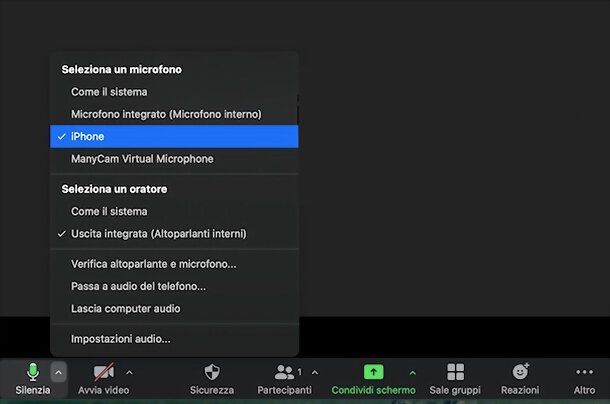 Seleziona un microfono
Come il sistema
Microfono integrato (Microfono interno)
✓ iPhone
ManyCam Virtual Microphone
Seleziona un oratore
Come il sistema
✓ Uscita integrata (Altoparlanti interni)
Verifica altoparlante e microfono...
Passa a audio del telefono...
Lascia computer audio
Impostazioni audio...
1
Silenzia Avvia video Sicurezza Partecipanti Condividi schermo Sale gruppi Reazioni Altro